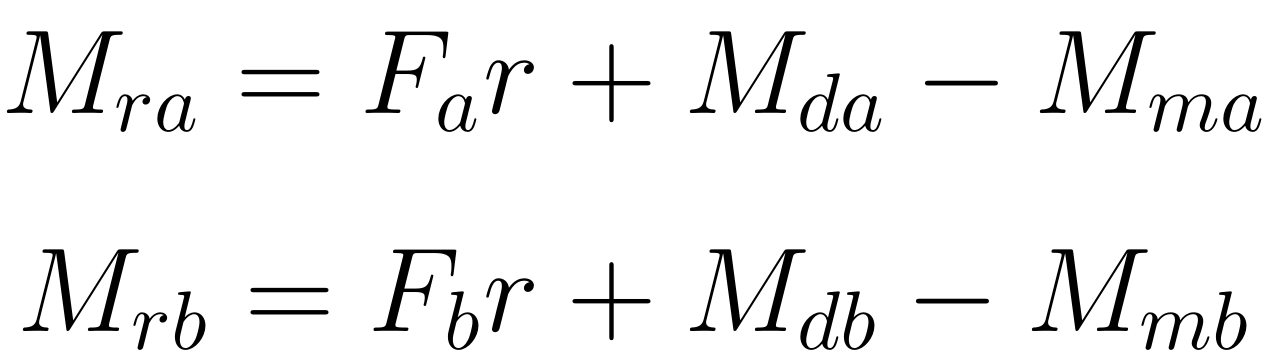 M_{ra} = F_a r + M_{da} - M_{ma}
M_{rb} = F_b r + M_{db} - M_{mb}